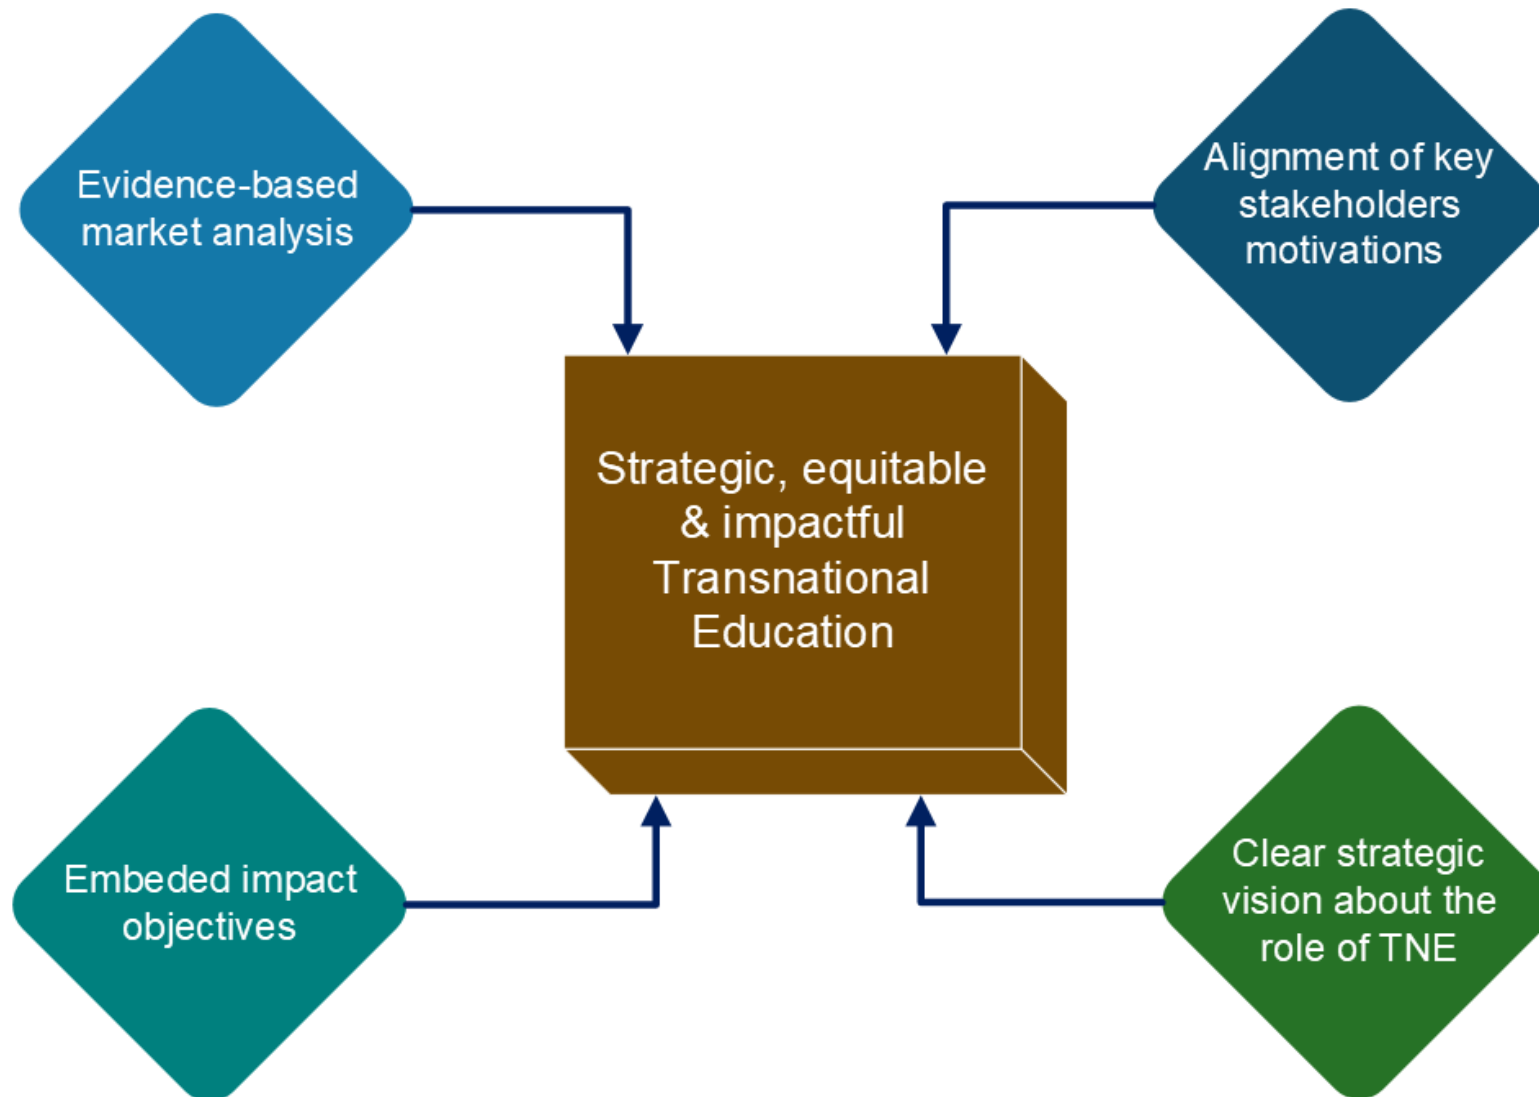 Evidence-based
market analysis
Alignment of key
stakeholders
motivations
Strategic, equitable
& impactful
Transnational
Education
Embeded impact
objectives
Clear strategic
vision about the
role of TNE